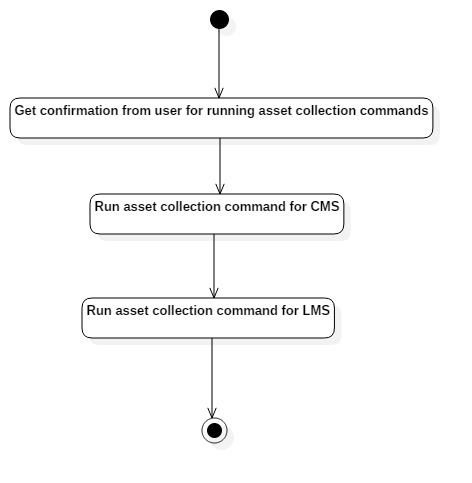 Get confirmation from user for running asset collection commands
Run asset collection command for CMS
Run asset collection command for LMS